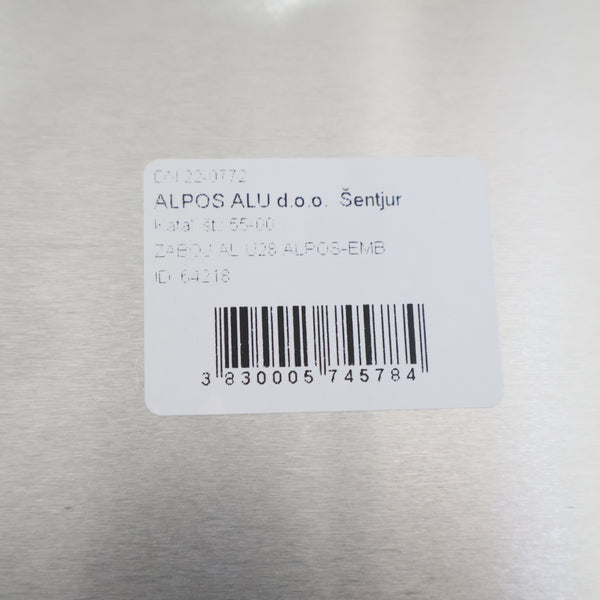 DN 22-0772
ALPOS ALU d.o.o. Šentjur
Katal. št.: 55-00
ZABOJ AL U28 ALPOS-EMB
ID: 64218
3 830005 745784